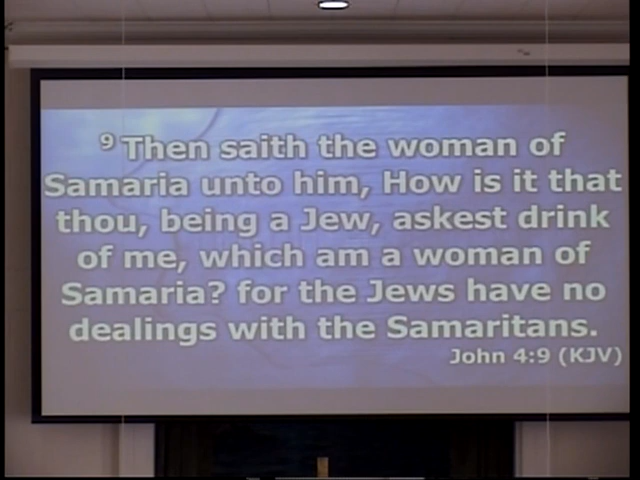 9 Then saith the woman of
Samaria unto him, How is it that
thou, being a Jew, askest drink
of me, which am a woman of
Samaria? for the Jews have no
dealings with the Samaritans.
John 4:9 (KJV)